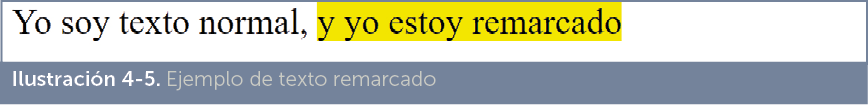 Yo soy texto normal, y yo estoy remarcado
Ilustración 4-5. Ejemplo de texto remarcado